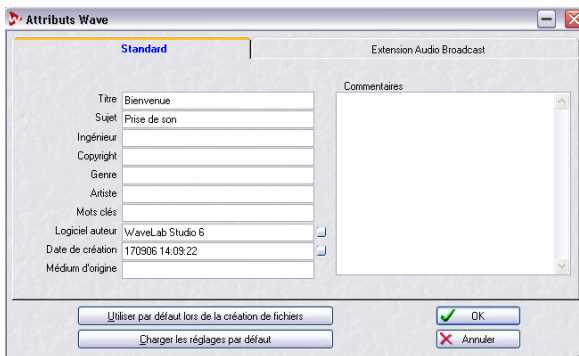 Attributs Wave
Standard
Extension Audio Broadcast
Commentaires
Titre Bienvenue
Sujet Prise de son
Ingénieur
Copyright
Genre
Artiste
Mots clés
Logiciel auteur WaveLab Studio 6
Date de création 170906 14:09:22
Médium d'origine
Utiliser par défaut lors de la création de fichiers
OK
Charger les réglages par défaut
Annuler